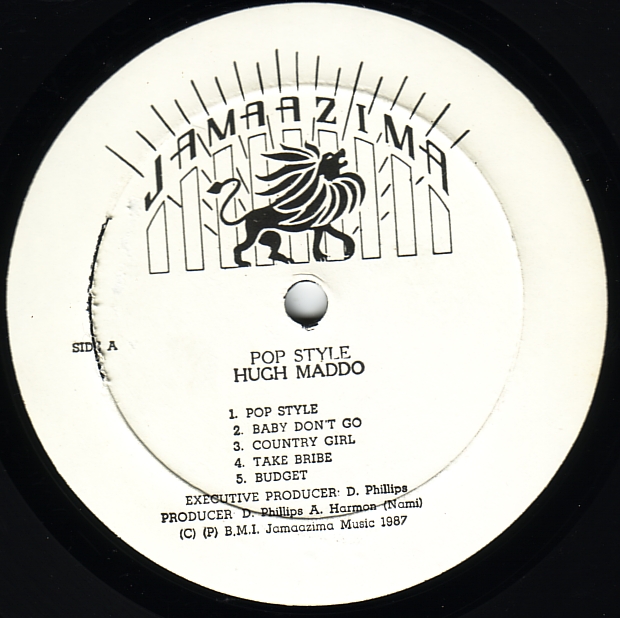 JAMAAZIMA
SIDE A
POP STYLE
HUGH MADDO
1. POP STYLE
2. BABY DON'T GO
3. COUNTRY GIRL
4. TAKE BRIBE
5. BUDGET
EXECUTIVE PRODUCER: D. Phillips
PRODUCER D. Phillips A. Harmon (Nami)
(C) (P) B.M.I. Jamaazima Music 1987